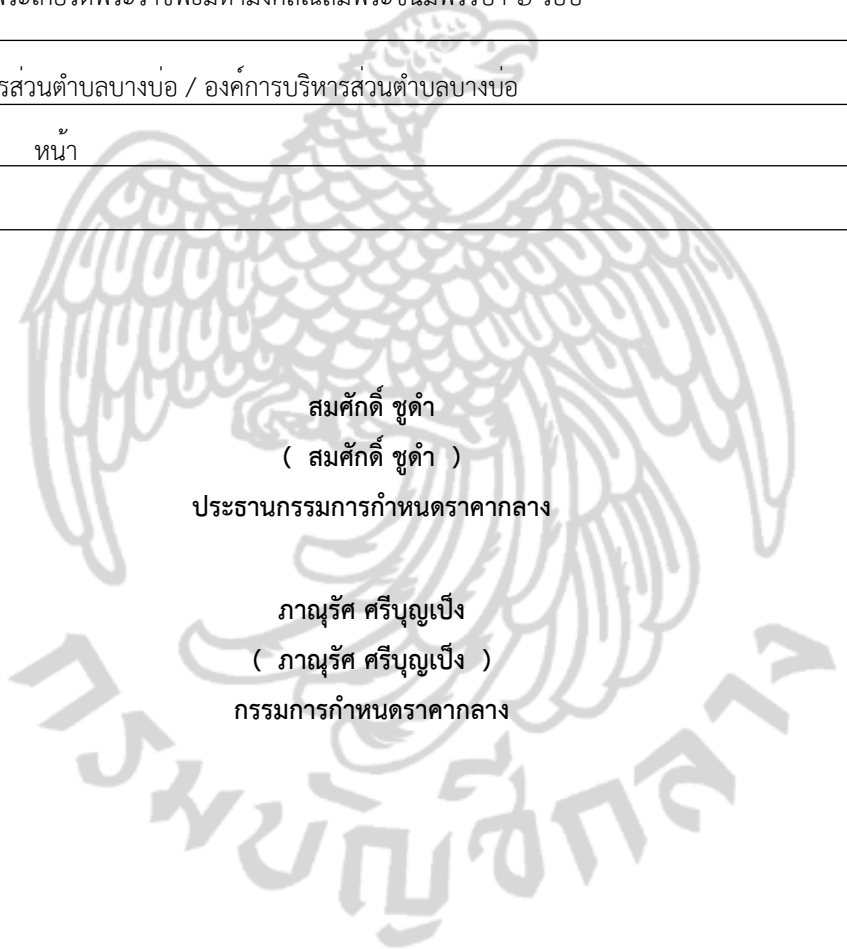 รส่วนตำบลบางบ่อ / องค์การบริหารส่วนตำบลบางบ่อ
หน้า
สมศักดิ์ ชูดำ
( สมศักดิ์ ชูดำ )
ประธานกรรมการกำหนดราคากลาง
ภาณุรัศ ศรีบุญเป็ง
( ภาณุรัศ ศรีบุญเป็ง )
กรรมการกำหนดราคากลาง
กรมบัญชีกลาง